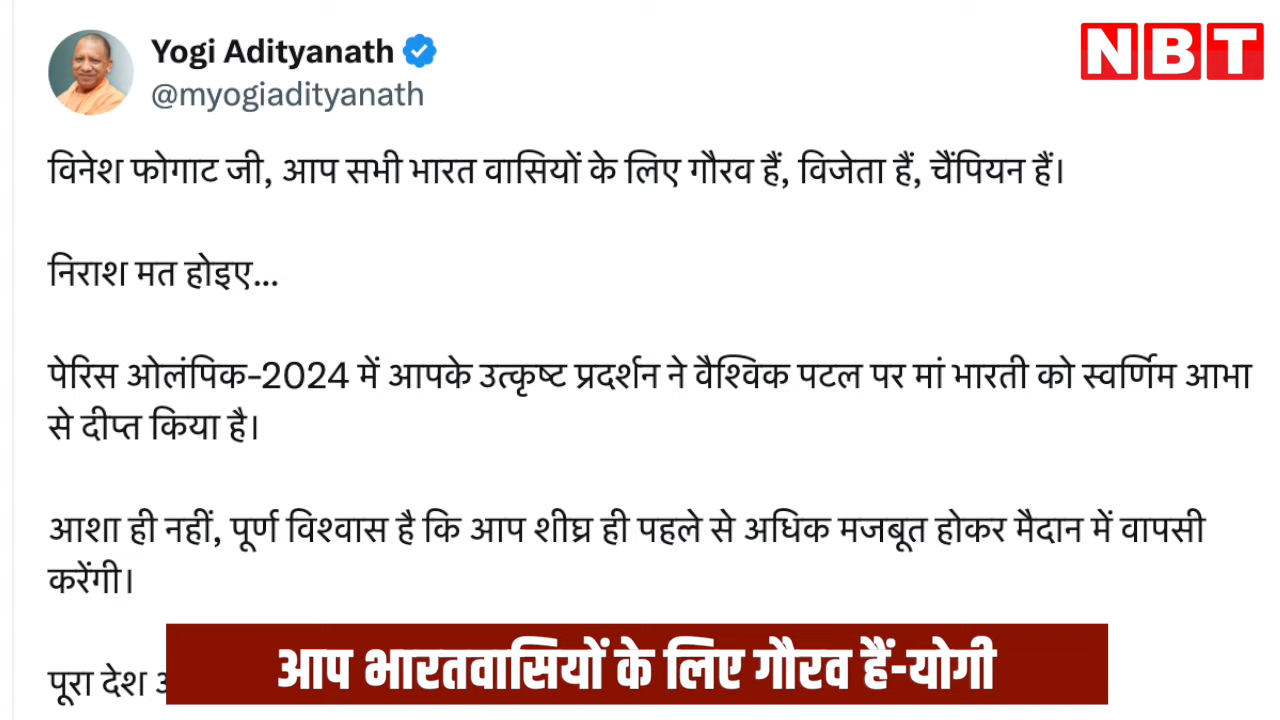 Yogi Adityanath
@myogiadityanath
NBT
विनेश फोगाट जी, आप सभी भारत वासियों के लिए गौरव हैं, विजेता हैं, चैंपियन हैं।
निराश मत होइए...
पेरिस ओलंपिक-2024 में आपके उत्कृष्ट प्रदर्शन ने वैश्विक पटल पर मां भारती को स्वर्णिम आभा
से दीप्त किया है।
आशा ही नहीं, पूर्ण विश्वास है कि आप शीघ्र ही पहले से अधिक मजबूत होकर मैदान में वापसी
करेंगी।
पूरा देश
आप भारतवासियों के लिए गौरव हैं-योगी